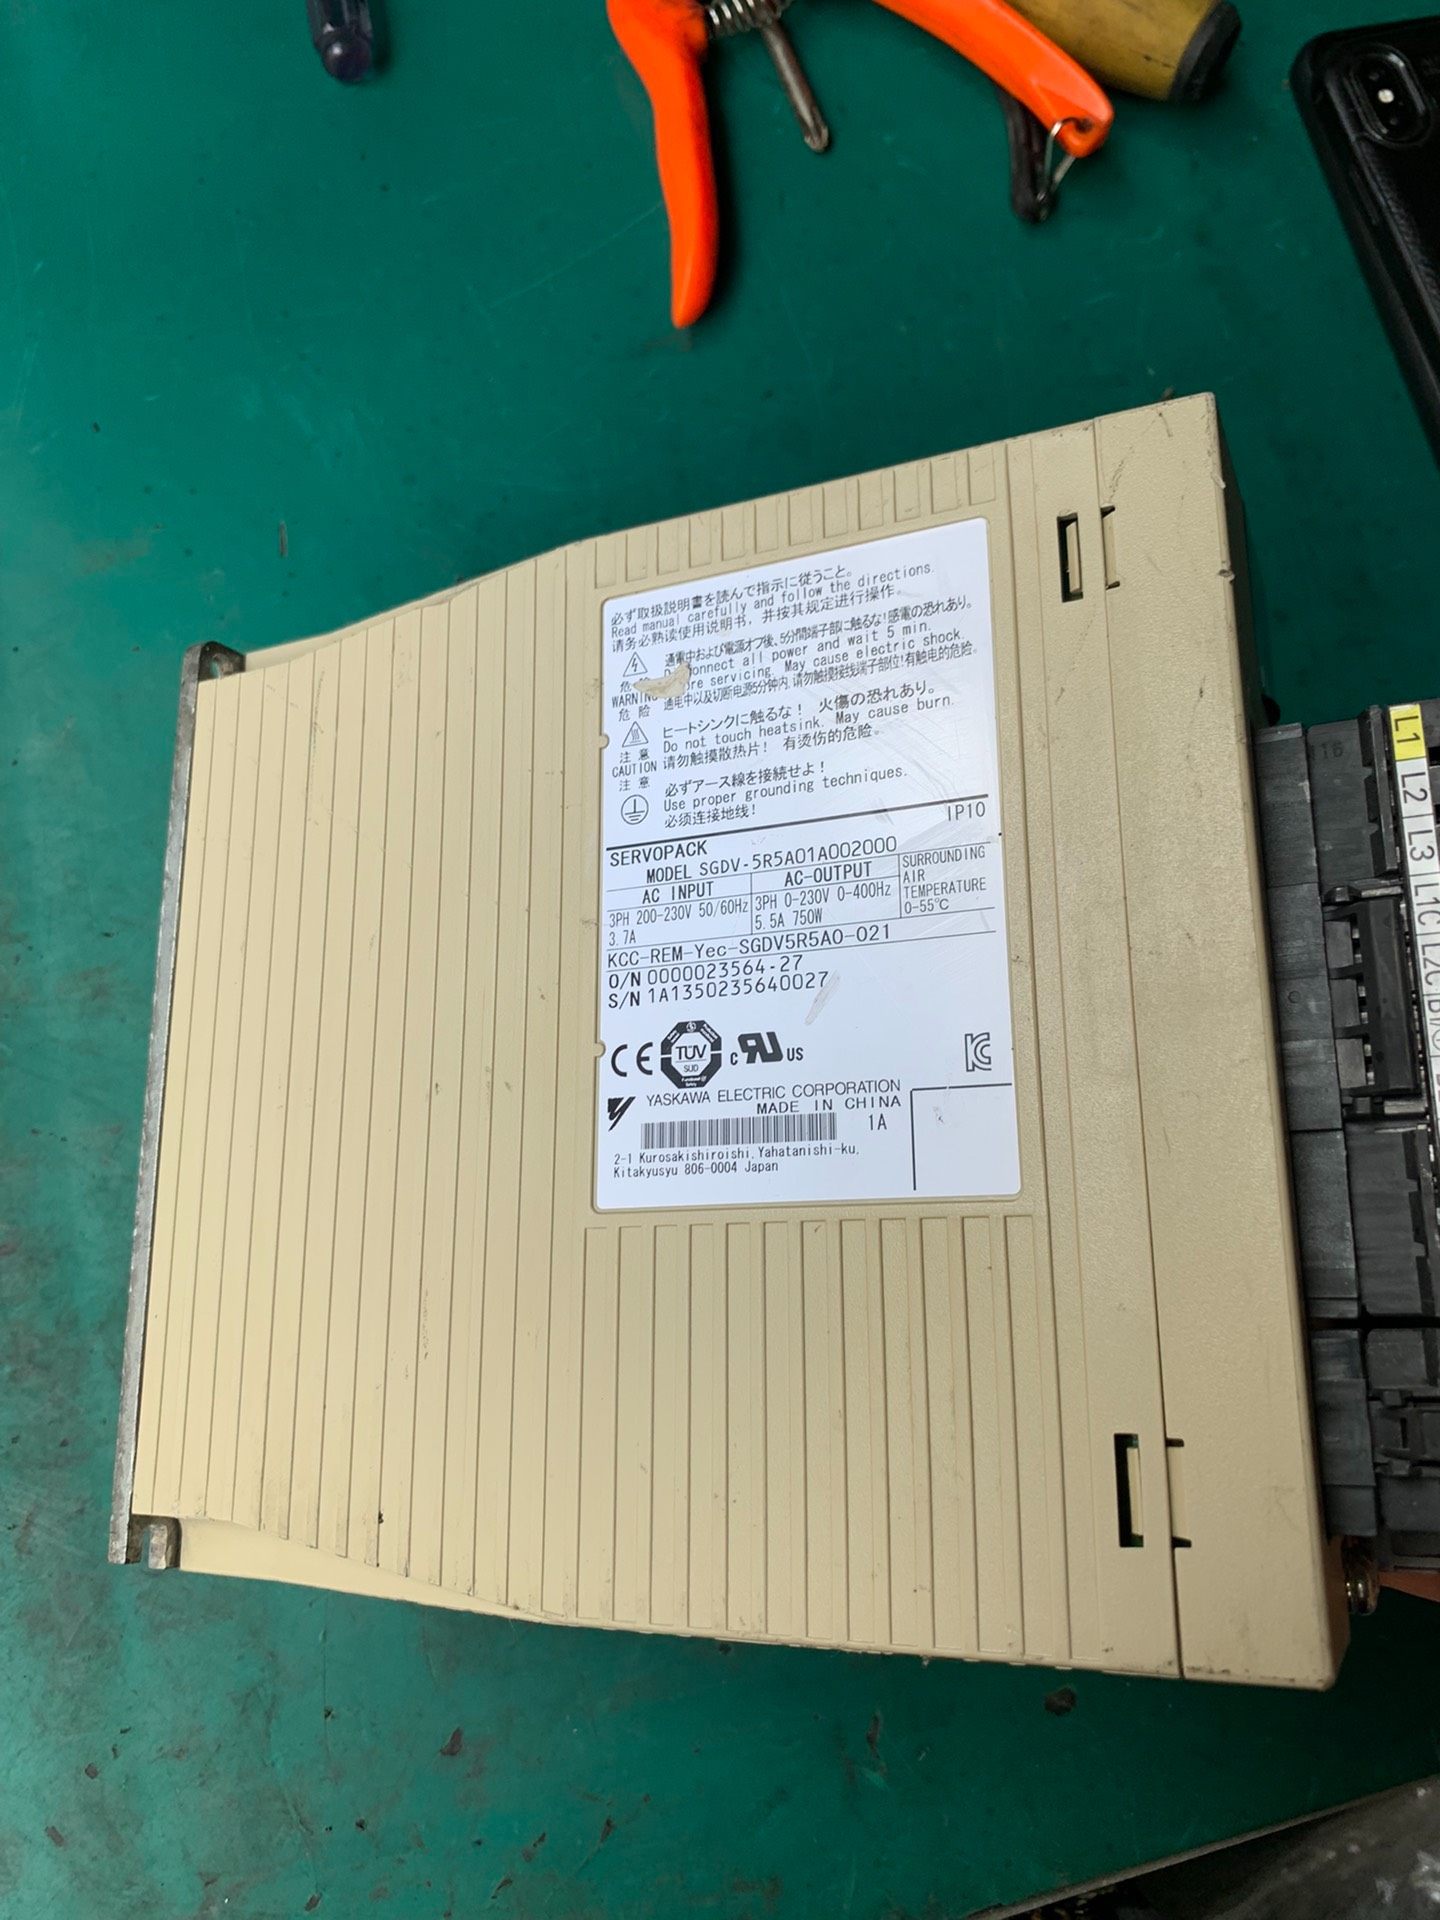 必ず取扱説明書を読んで指示に従うこと。
Read manual carefully and follow the directions.
请务必熟读使用说明书，并按其规定进行操作。
通電中および電源オフ後、5分間端子部に触るな!感電の恐れあり。
connect all power and wait 5 min.
servicing. May cause electric shock.
通电中以及切断电源5分钟内，请勿触摸接线端子部位!有触电的危险。
WARNING
危 险
ヒートシンクに触るな！ 火傷の恐れあり。
Do not touch heatsink. May cause burn.
请勿触摸散热片！ 有烫伤的危险。
注 意
CAUTION
注 意
必ずアース線を接続せよ！
Use proper grounding techniques.
必须连接地线！
IP10
SERVOPACK
MODEL SGDV-5R5A01A002000
AC INPUT
3PH 200-230V 50/60Hz
3.7A
AC-OUTPUT
3PH 0-230V 0-400Hz
5.5A 750W
SURROUNDING
AIR
TEMPERATURE
0-55℃
KCC-REM-Yec-SGDV5R5A0-021
O/N 0000023564-27
S/N 1A1350235640027
CE
TÜV
SUD
c US
YASKAWA ELECTRIC CORPORATION
MADE IN CHINA
1A
2-1 Kurosakishiroishi, Yahatanishi-ku,
Kitakyusyu 806-0004 Japan
L1 L2 L3 L1C L2C B1/⊕
16